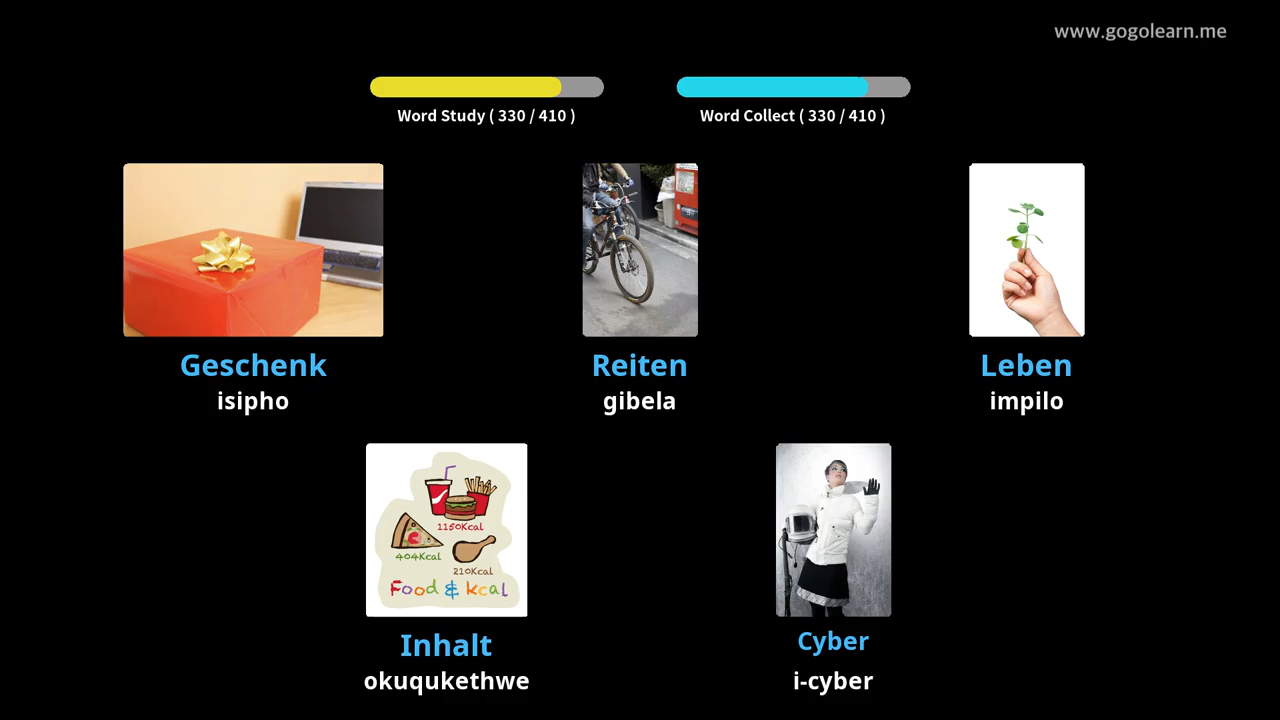 www.gogolearn.me
Word Study ( 330 / 410 )
Word Collect ( 330 / 410 )
Geschenk
isipho
Reiten
gibela
Leben
impilo
1150Kcal
404Kcal
210Kcal
Food & kcal
Inhalt
okuqukethwe
Cyber
i-cyber